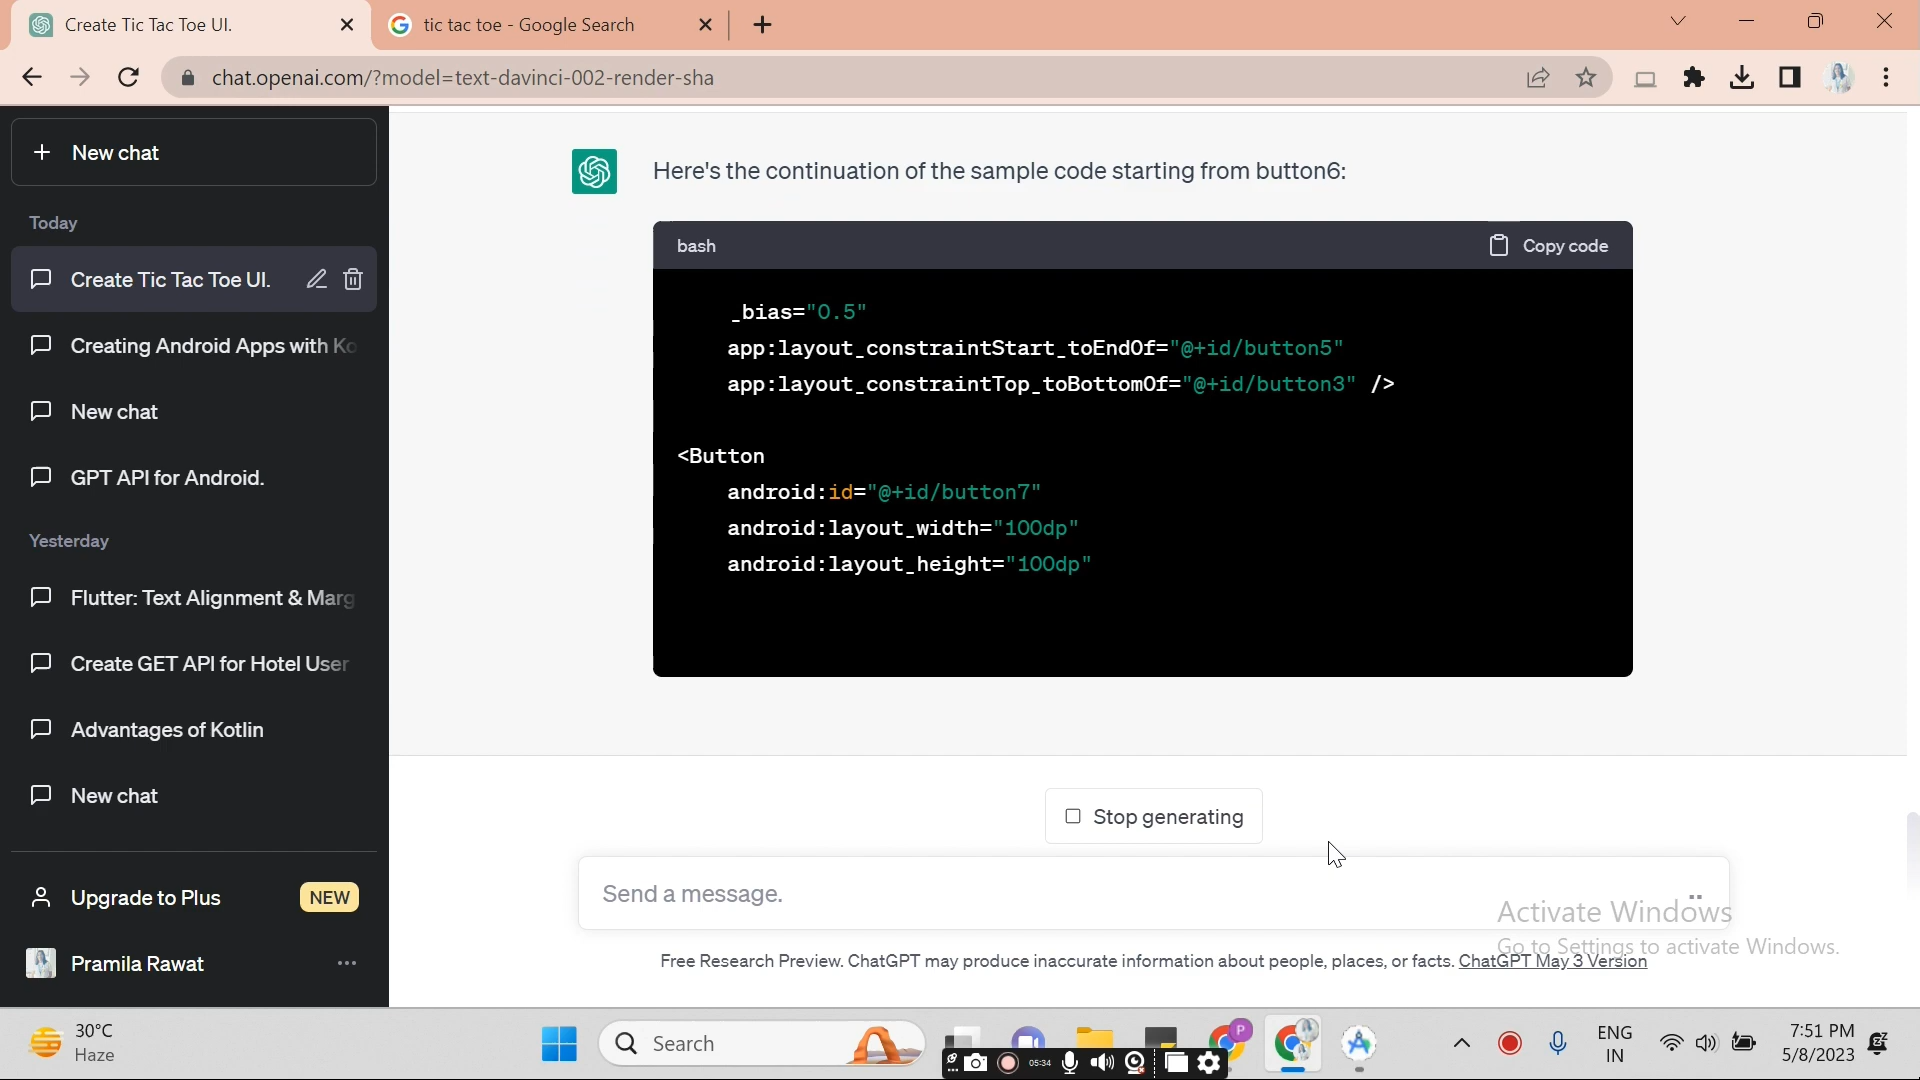 Create Tic Tac Toe UI.
tic tac toe - Google Search
chat.openai.com/?model=text-davinci-002-render-sha
New chat
Today
Create Tic Tac Toe UI.
Creating Android Apps with Ko
New chat
GPT API for Android.
Yesterday
Flutter: Text Alignment & Marg
Create GET API for Hotel User
Advantages of Kotlin
New chat
Upgrade to Plus
NEW
Pramila Rawat
Here's the continuation of the sample code starting from button6:
bash
Copy code
_bias="0.5"
app:layout_constraintStart_toEndOf="@+id/button5"
app:layout_constraintTop_toBottomOf="@+id/button3" />
<Button
android:id="@+id/button7"
android:layout_width="100dp"
android:layout_height="100dp"
Stop generating
Send a message.
Activate Windows
Go to Settings to activate Windows.
Free Research Preview. ChatGPT may produce inaccurate information about people, places, or facts. ChatGPT May 3 Version
30°C
Haze
Search
P
05:34
ENG
IN
7:51 PM
5/8/2023